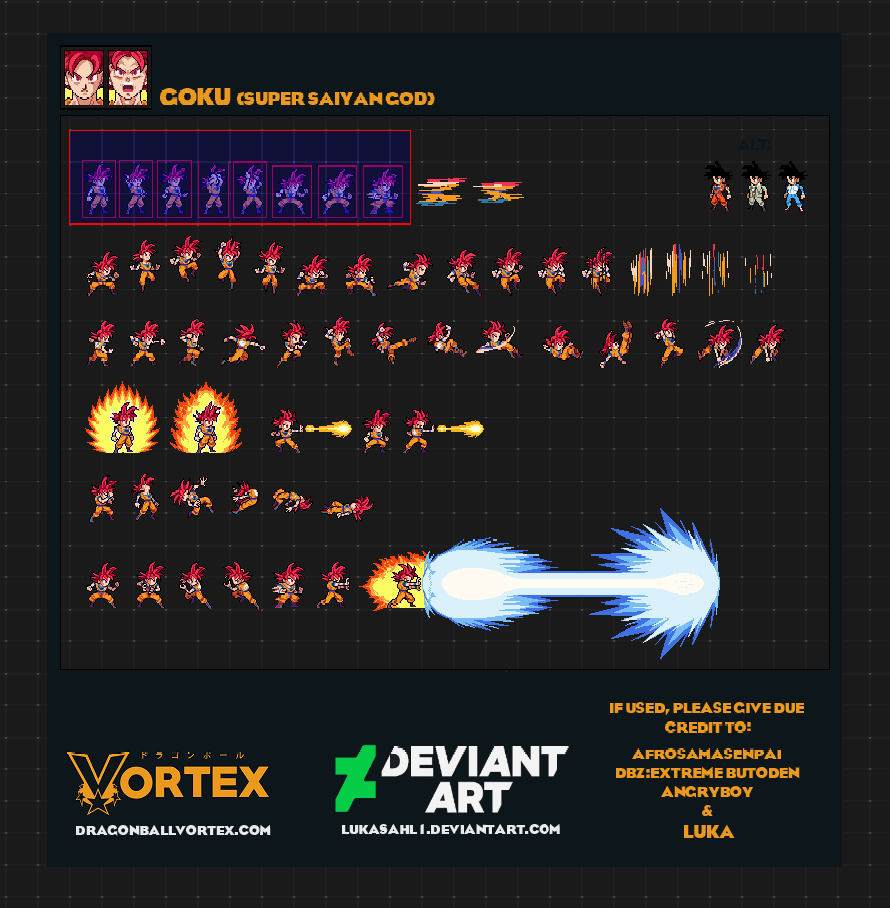 GOKU (SUPER SAIYAN GOD)
ALT:
IF USED, PLEASE GIVE DUE
CREDIT TO:
AFROSAMASENPAI
DBZ:EXTREME BUTODEN
ANGRYBOY
&
LUKA
ドラゴンボール
VORTEX
DRAGONBALLVORTEX.COM
DEVIANT
ART
LUKASAHL1.DEVIANTART.COM